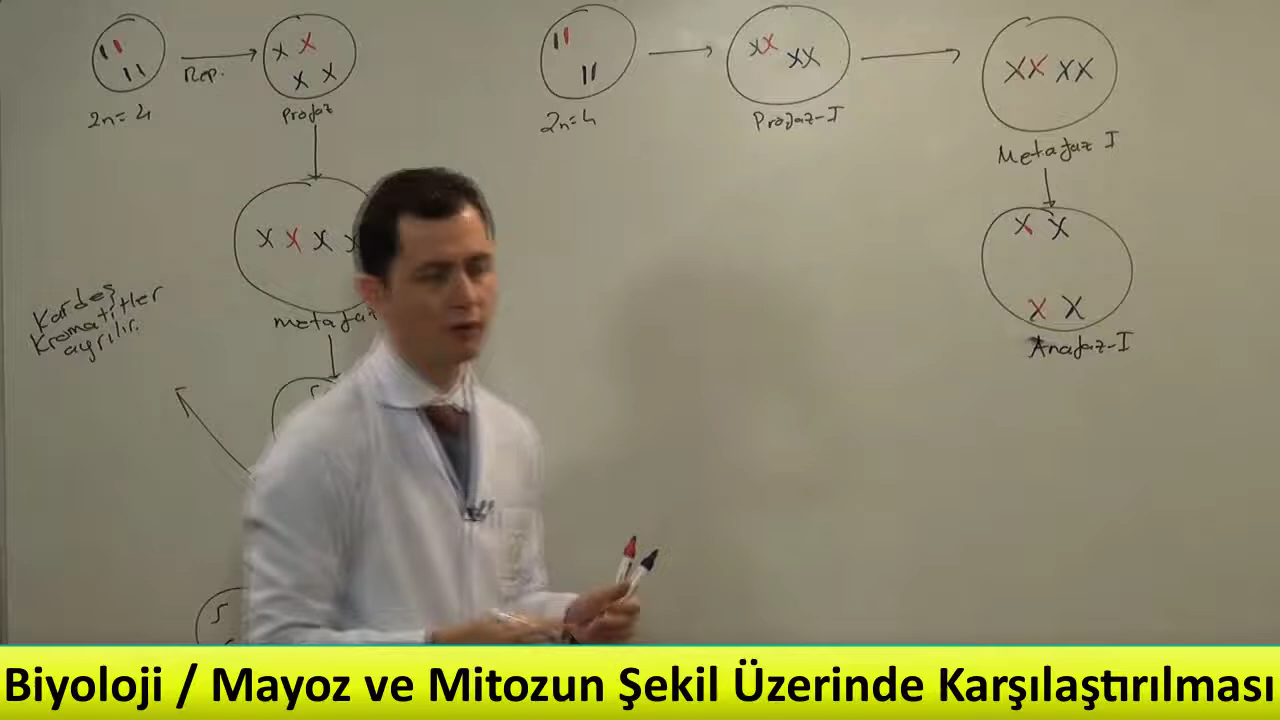 Rep.
2n=4
Profaz
metafaz
Kardeş
Kromatitler
ayrılır.
2n=4
Profaz-I
Metafaz I
Anafaz-I
Biyoloji / Mayoz ve Mitozun Şekil Üzerinde Karşılaştırılması